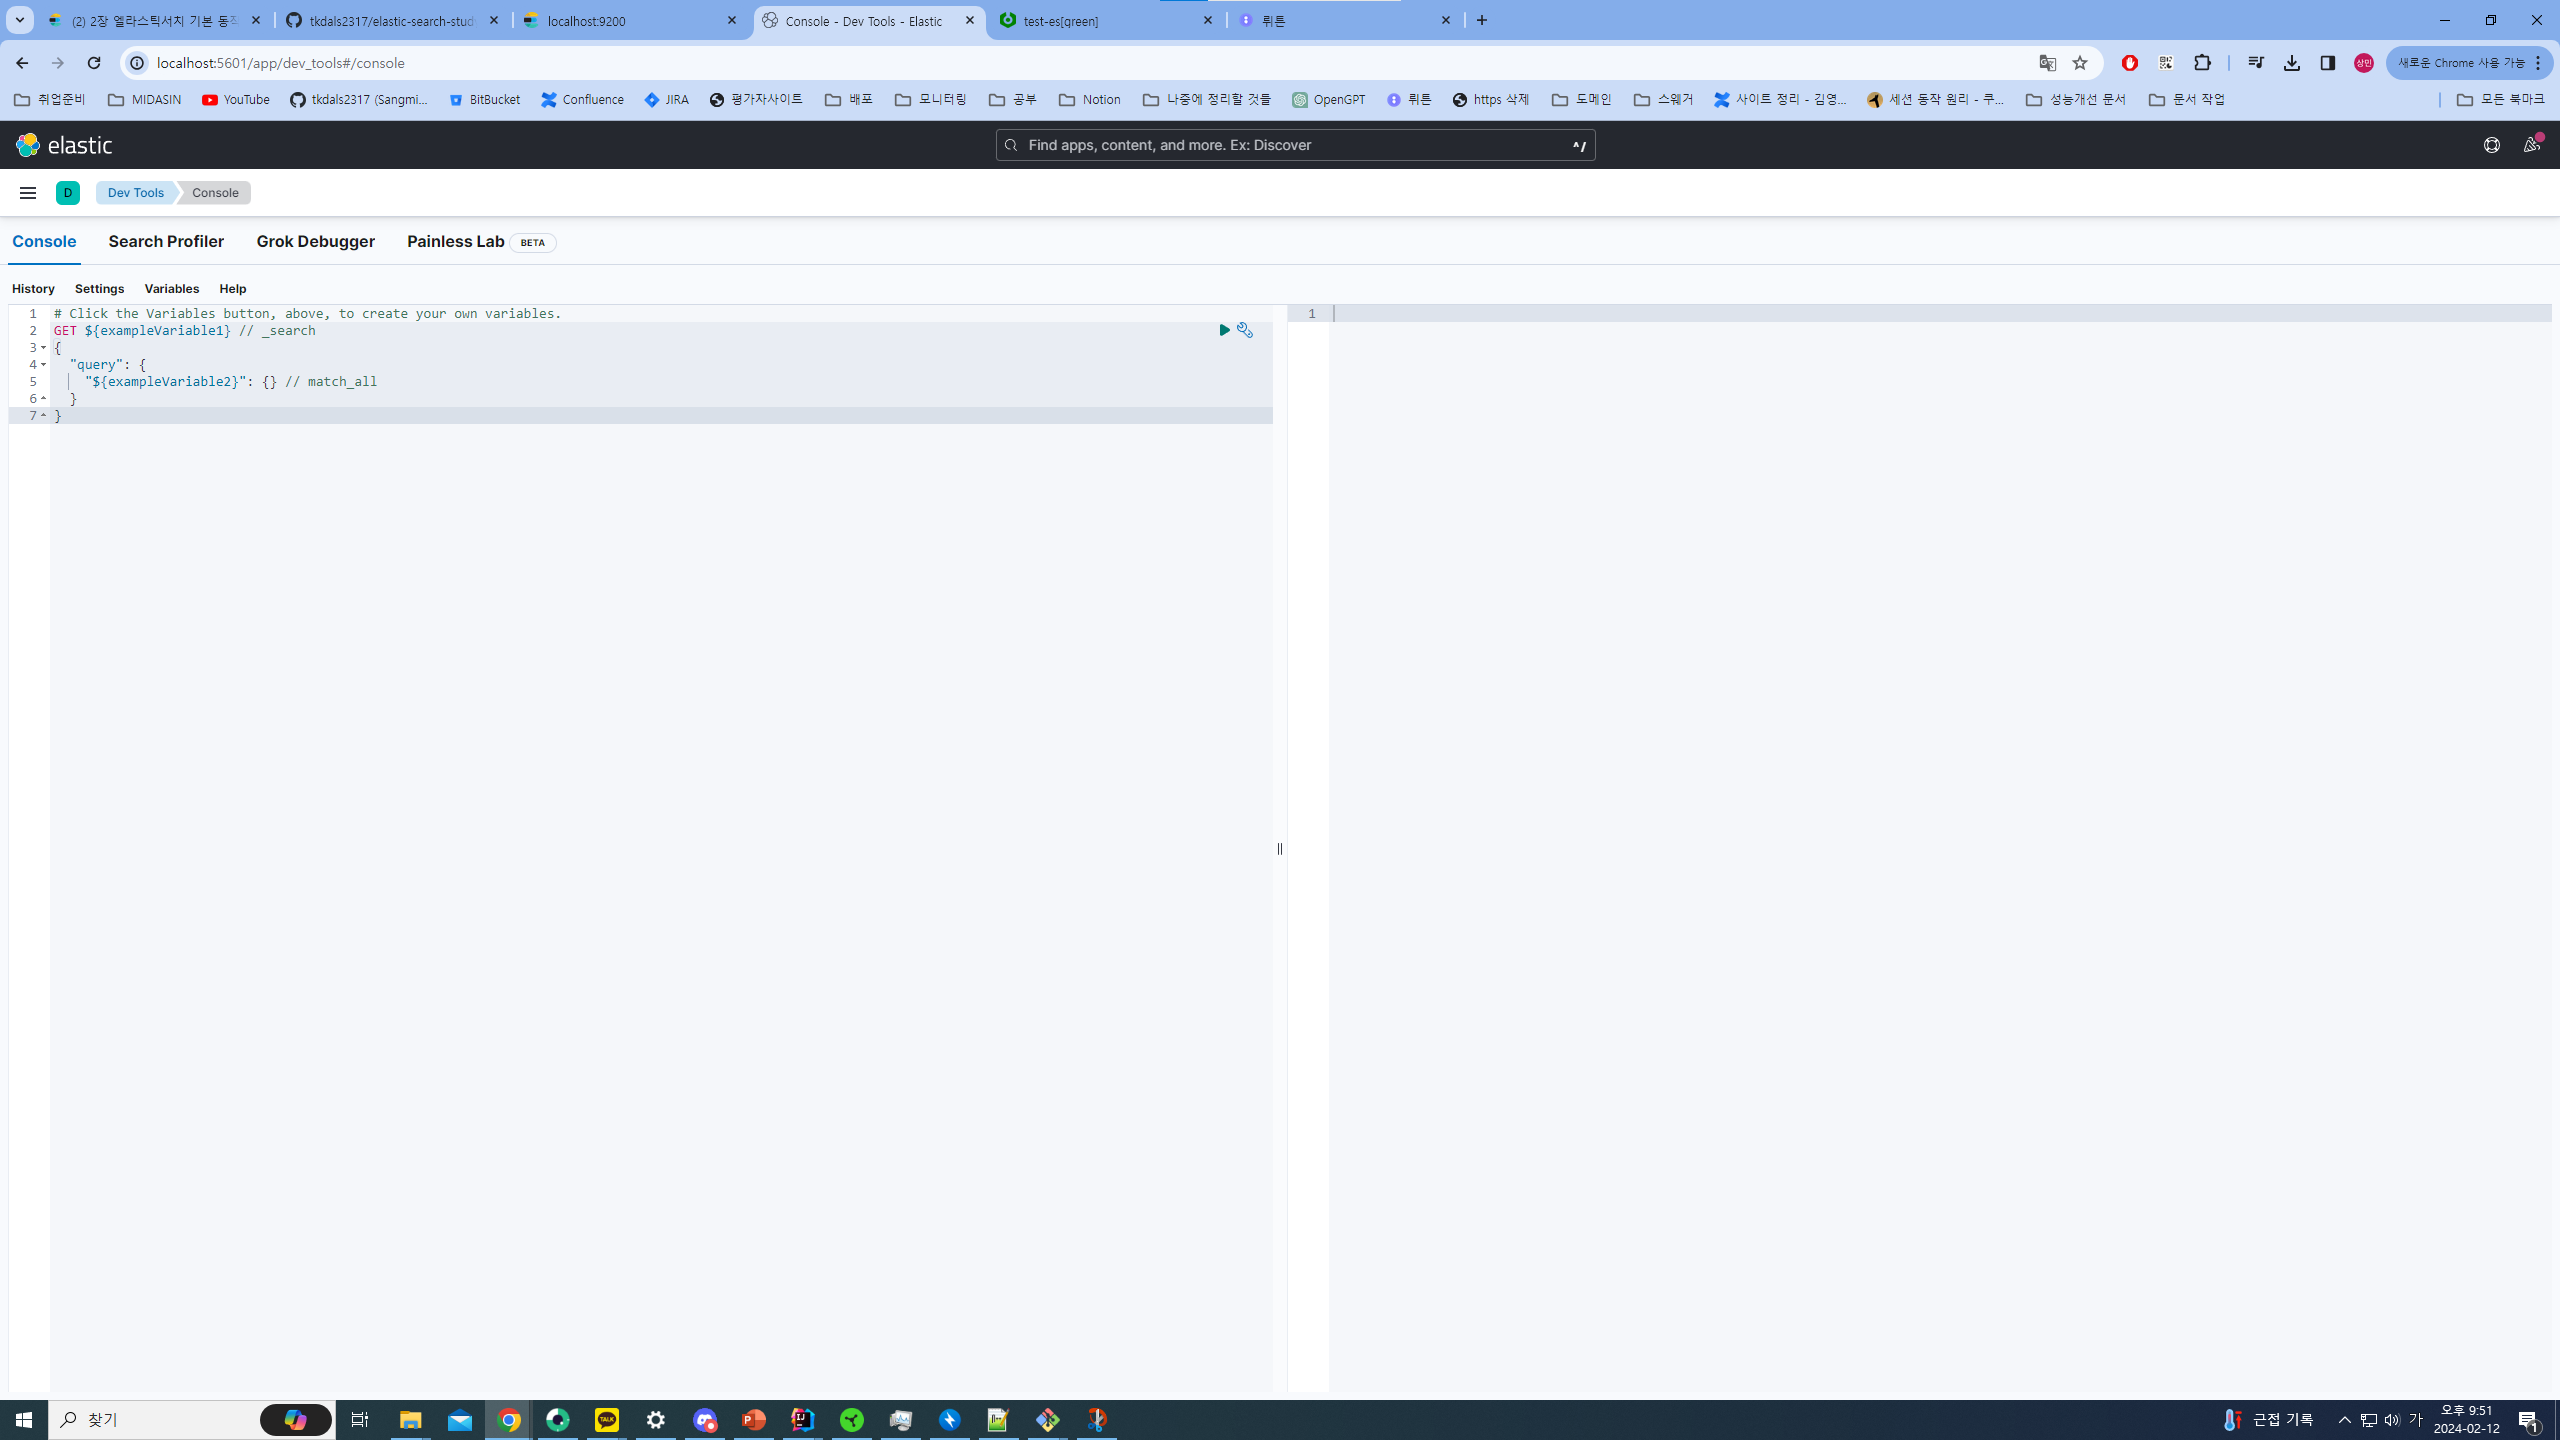 (2) 2장 엘라스틱서치 기본 동작
tkdals2317/elastic-search-stud
localhost:9200
Console - Dev Tools - Elastic
test-es[green]
뤼튼
localhost:5601/app/dev_tools#/console
상민
새로운 Chrome 사용 가능
취업준비
MIDASIN
YouTube
tkdals2317 (Sangmi...
BitBucket
Confluence
JIRA
평가자사이트
배포
모니터링
공부
Notion
나중에 정리할 것들
OpenGPT
뤼튼
https 삭제
도메인
스웨거
사이트 정리 - 김영...
세션 동작 원리 - 쿠...
성능개선 문서
문서 작업
모든 북마크
elastic
Find apps, content, and more. Ex: Discover
^/
D
Dev Tools
Console
Console
Search Profiler
Grok Debugger
Painless Lab
BETA
History
Settings
Variables
Help
1 # Click the Variables button, above, to create your own variables.
2 GET ${exampleVariable1} // _search
3 {
4 "query": {
5 "${exampleVariable2}": {} // match_all
6 }
7 }
1
찾기
TALK
P
IJ
근접 기록
가
오후 9:51
2024-02-12
1